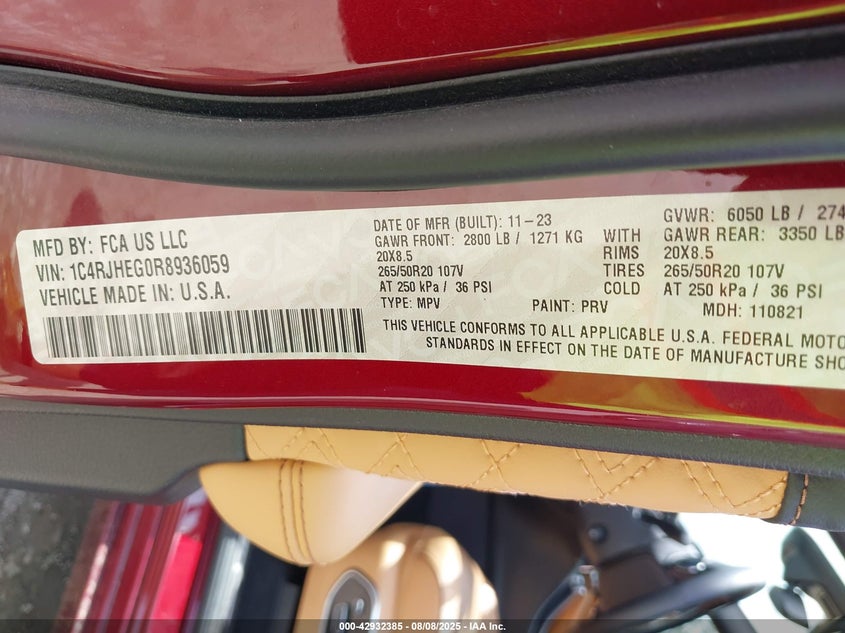 MFD BY: FCA US LLC
VIN: 1C4RJHEG0R8936059
VEHICLE MADE IN: U.S.A.
DATE OF MFR (BUILT): 11-23
GAWR FRONT: 2800 LB / 1271 KG WITH
20X8.5 RIMS
265/50R20 107V TIRES
AT 250 kPa / 36 PSI COLD
TYPE: MPV PAINT: PRV
GVWR: 6050 LB / 274
GAWR REAR: 3350 LB
20X8.5
265/50R20 107V
AT 250 kPa / 36 PSI
MDH: 110821
THIS VEHICLE CONFORMS TO ALL APPLICABLE U.S.A. FEDERAL MOTO
STANDARDS IN EFFECT ON THE DATE OF MANUFACTURE SHO
000-42932385 - 08/08/2025 - IAA Inc.